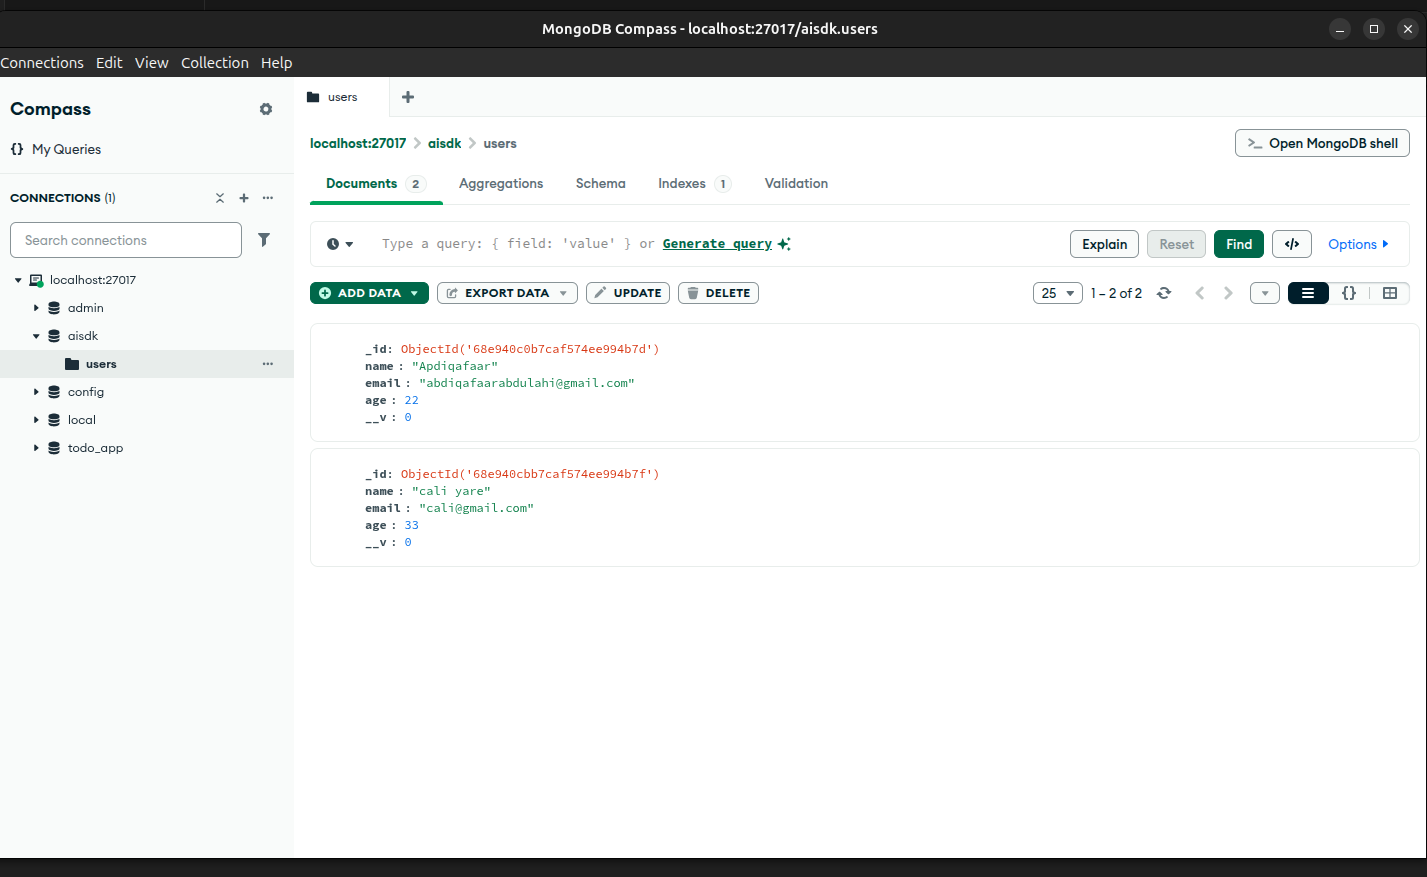 MongoDB Compass - localhost:27017/aisdk.users
Connections Edit View Collection Help
Compass
{} My Queries
CONNECTIONS (1)
Search connections
localhost:27017
admin
aisdk
users
config
local
todo_app
users
localhost:27017 > aisdk > users
>_ Open MongoDB shell
Documents 2 Aggregations Schema Indexes 1 Validation
Type a query: { field: 'value' } or Generate query
Explain Reset Find </> Options
ADD DATA EXPORT DATA UPDATE DELETE
25 1 – 2 of 2 {}
_id: ObjectId('68e940c0b7caf574ee994b7d')
name : "Apdiqafaar"
email : "abdiqafaarabdulahi@gmail.com"
age : 22
__v : 0
_id: ObjectId('68e940cbb7caf574ee994b7f')
name : "cali yare"
email : "cali@gmail.com"
age : 33
__v : 0